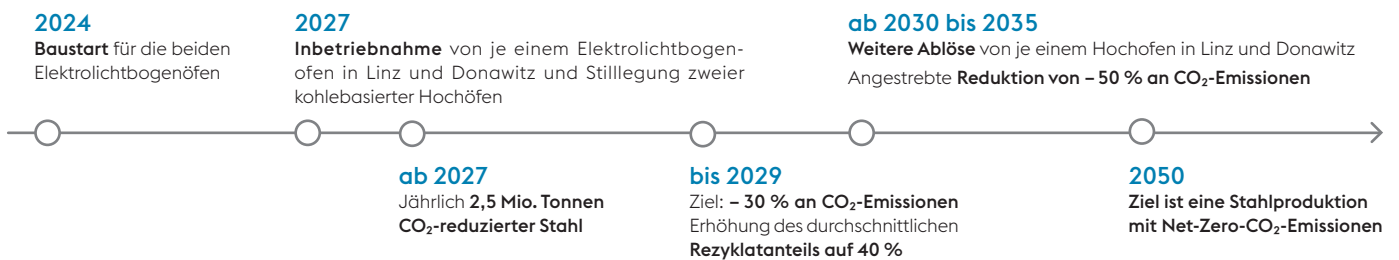 2024
Baustart für die beiden
Elektrolichtbogenöfen
2027
Inbetriebnahme von je einem Elektrolichtbogen-
ofen in Linz und Donawitz und Stilllegung zweier
kohlebasierter Hochöfen
ab 2030 bis 2035
Weitere Ablöse von je einem Hochofen in Linz und Donawitz
Angestrebte Reduktion von – 50 % an CO₂-Emissionen
ab 2027
Jährlich 2,5 Mio. Tonnen
CO₂-reduzierter Stahl
bis 2029
Ziel: – 30 % an CO₂-Emissionen
Erhöhung des durchschnittlichen
Rezyklatanteils auf 40 %
2050
Ziel ist eine Stahlproduktion
mit Net-Zero-CO₂-Emissionen